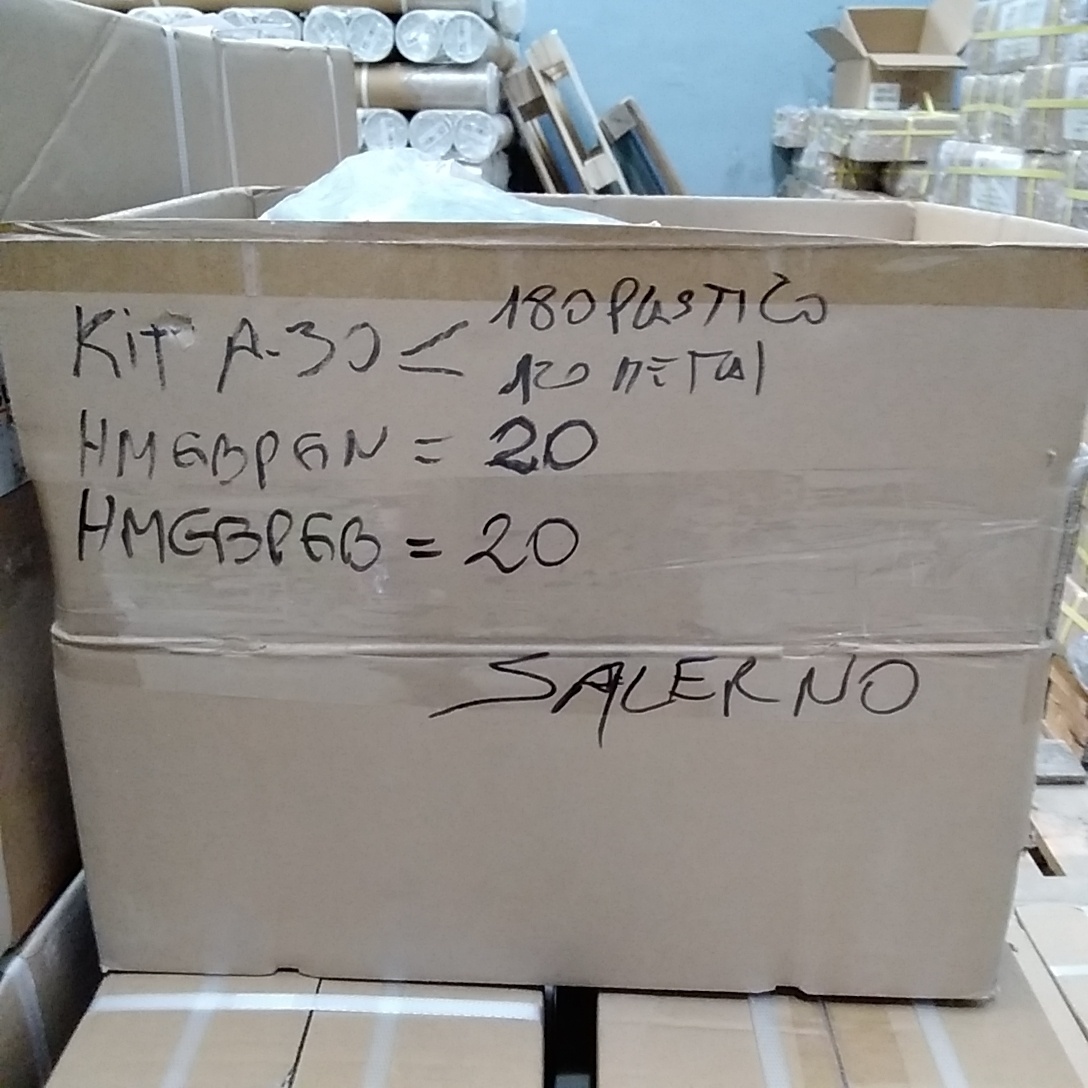 KiT A-30 < 180 PLASTICO
120 METAL
HMGBPGN = 20
HMGBPGB = 20
SALERNO